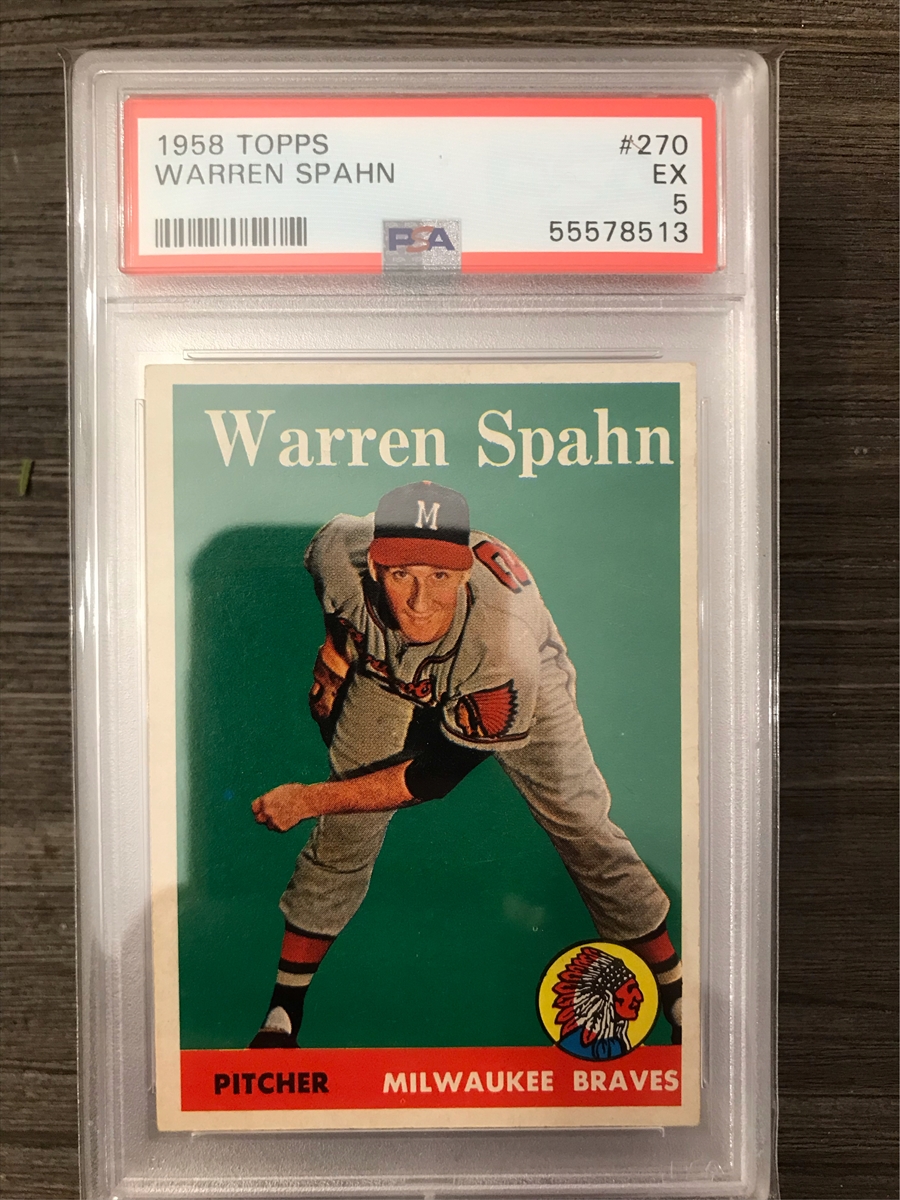 1958 TOPPS #270
WARREN SPAHN EX
5
PSA 55578513
Warren Spahn
M
PITCHER MILWAUKEE BRAVES